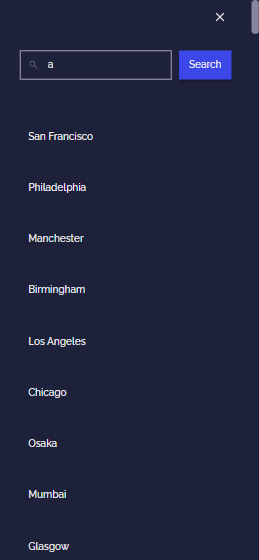 a
Search
San Francisco
Philadelphia
Manchester
Birmingham
Los Angeles
Chicago
Osaka
Mumbai
Glasgow